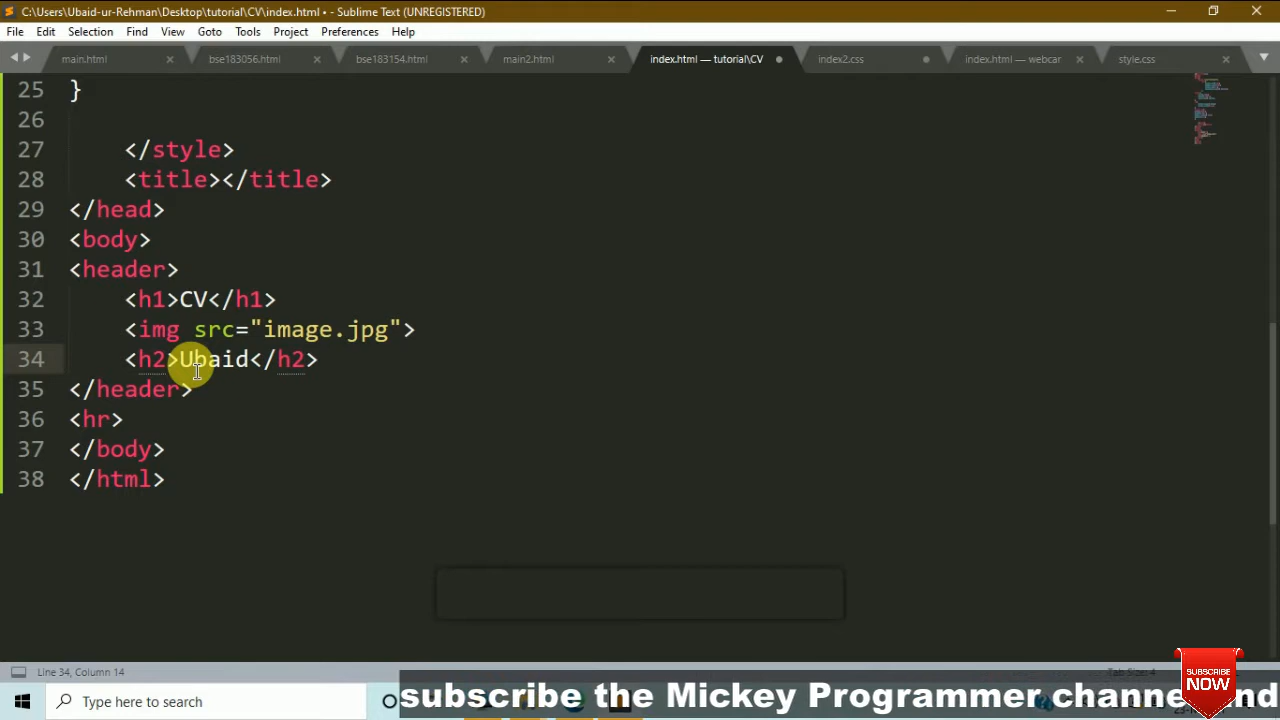 C:\Users\Ubaid-ur-Rehman\Desktop\tutorial\CV\index.html • - Sublime Text (UNREGISTERED)
File Edit Selection Find View Goto Tools Project Preferences Help
main.html bse183056.html bse183154.html main2.html index.html — tutorial\CV index2.css index.html — webcar style.css
25 }
26
27 </style>
28 <title></title>
29 </head>
30 <body>
31 <header>
32 <h1>CV</h1>
33 <img src="image.jpg">
34 <h2>Ubaid</h2>
35 </header>
36 <hr>
37 </body>
38 </html>
Line 34, Column 14
Tab Size: 4
Type here to search
subscribe the Mickey Programmer channe and
SUBSCRIBE
NOW